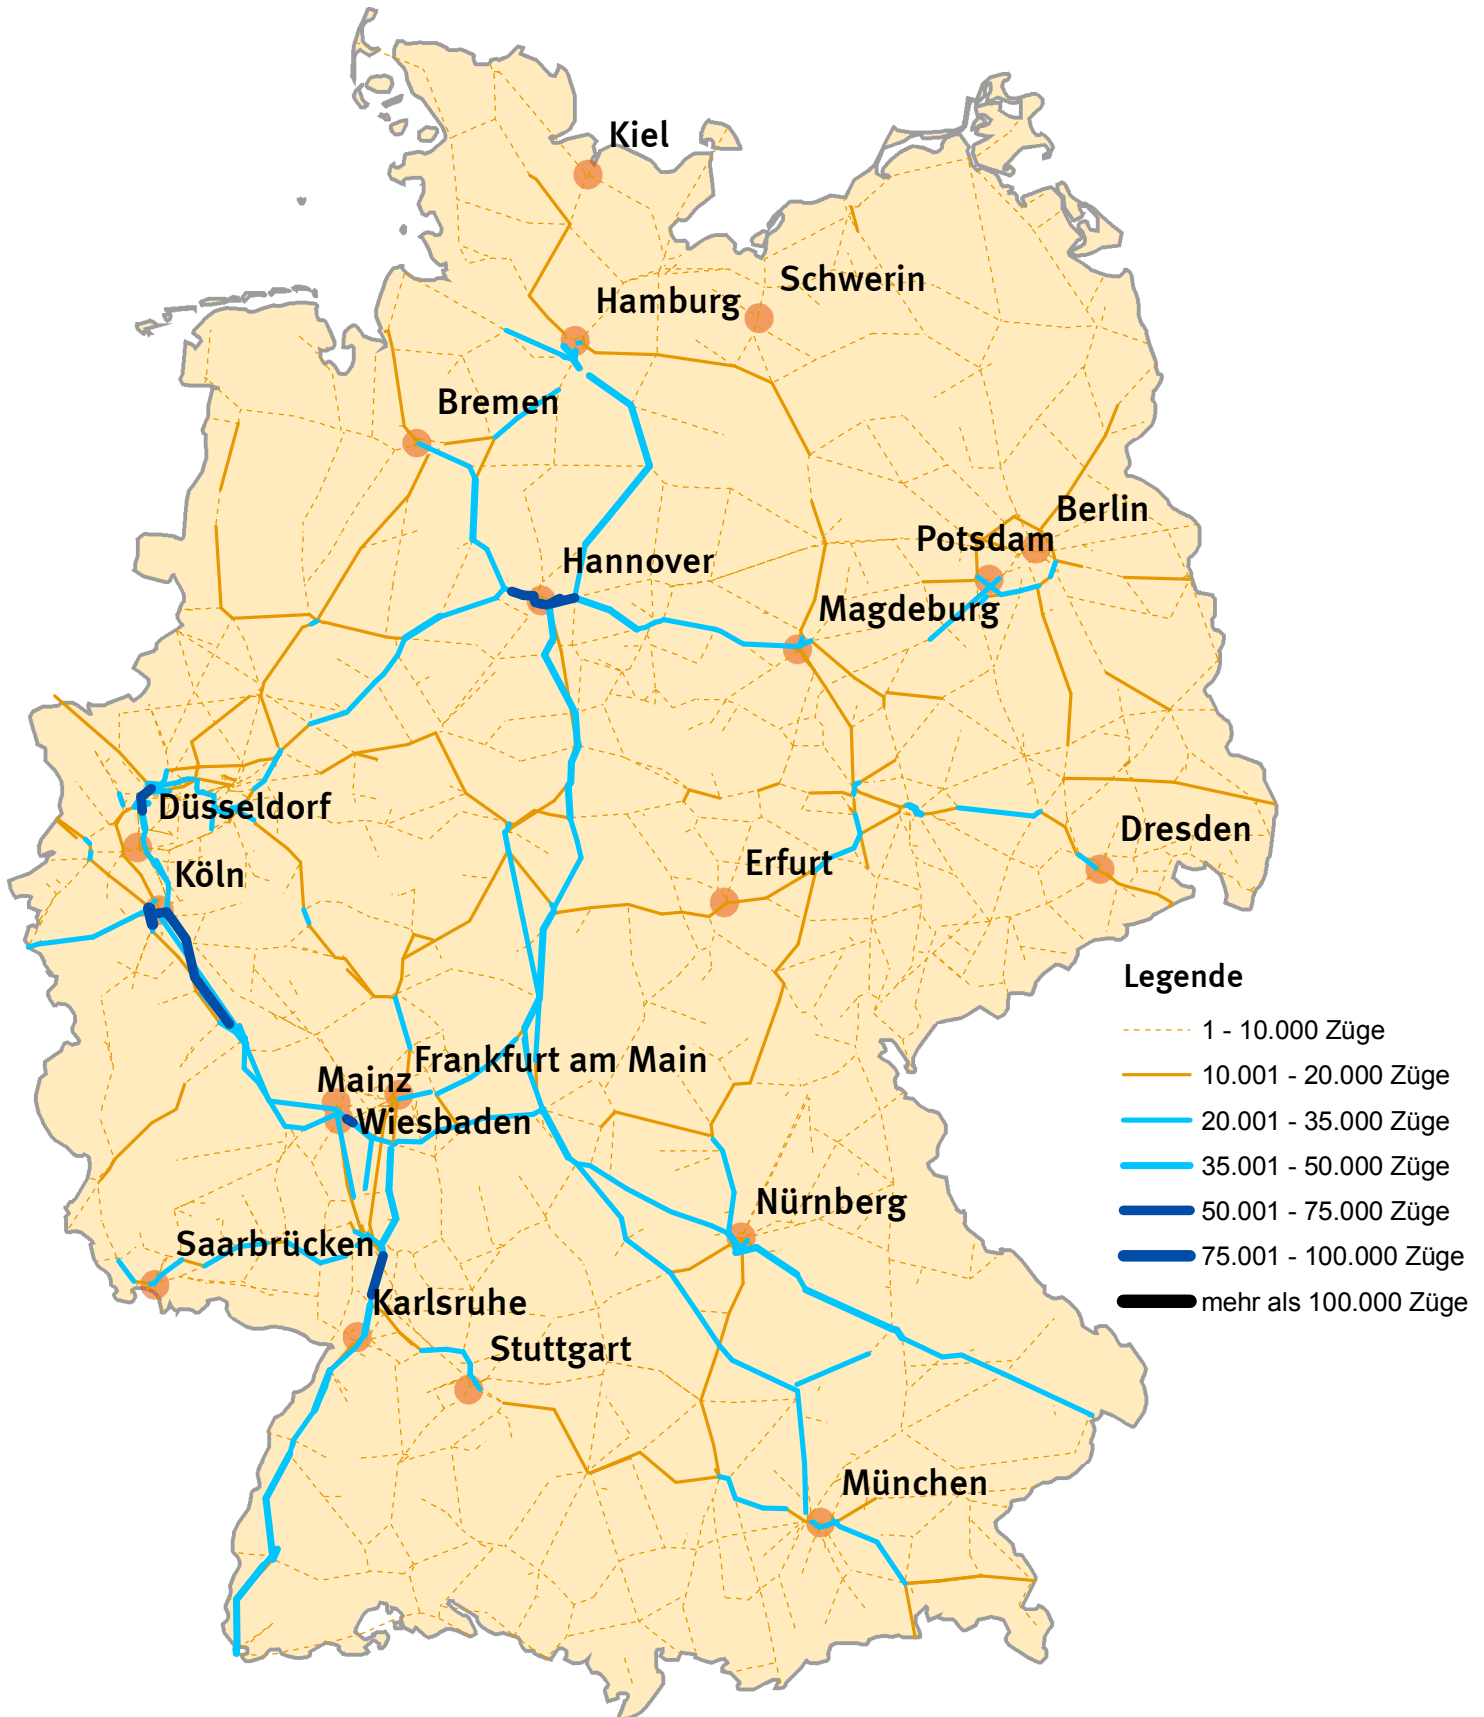 Kiel
Schwerin
Hamburg
Bremen
Berlin
Potsdam
Hannover
Magdeburg
Düsseldorf
Dresden
Erfurt
Köln
Legende
1 - 10.000 Züge
10.001 - 20.000 Züge
20.001 - 35.000 Züge
35.001 - 50.000 Züge
50.001 - 75.000 Züge
75.001 - 100.000 Züge
mehr als 100.000 Züge
Frankfurt am Main
Mainz
Wiesbaden
Nürnberg
Saarbrücken
Karlsruhe
Stuttgart
München